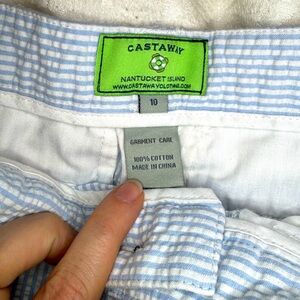 CASTAWAY
NANTUCKET ISLAND
WWW.CASTAWAYCLOTHING.COM
10
GARMENT CARE
100% COTTON
MADE IN CHINA